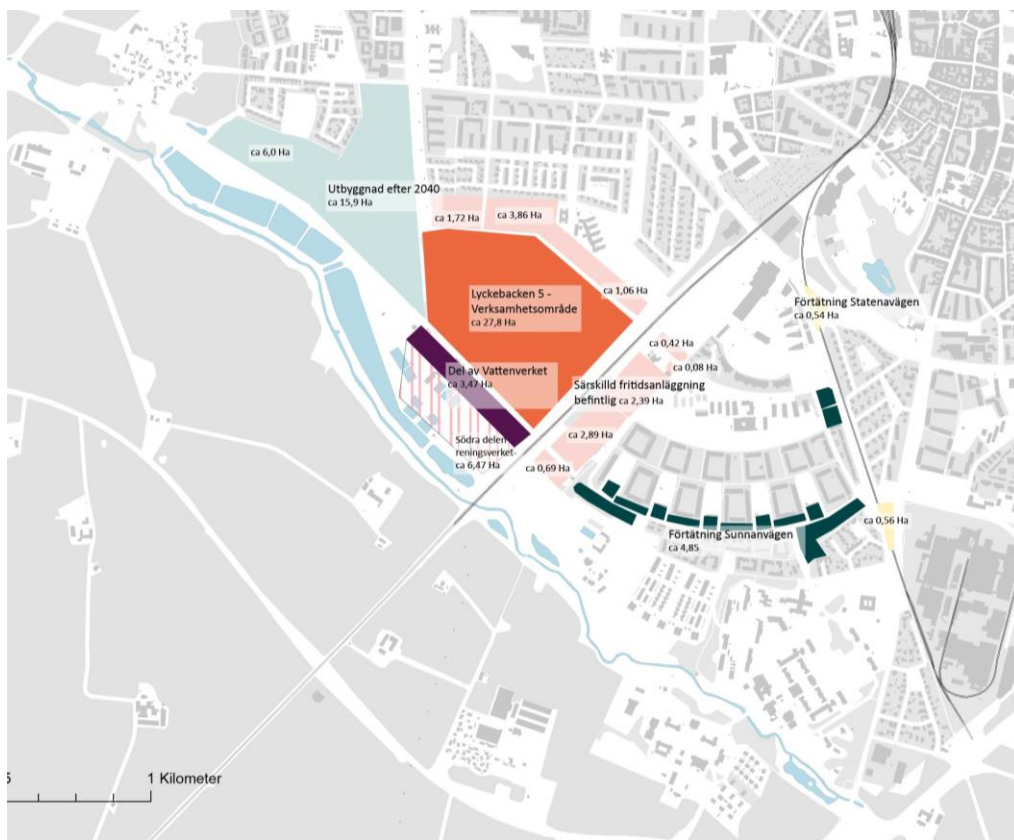 ca 6,0 Ha
Utbyggnad efter 2040
ca 15,9 Ha
ca 1,72 Ha
ca 3,86 Ha
ca 1,06 Ha
Lyckebacken 5 -
Verksamhetsområde
ca 27,8 Ha
Förtätning Statenavägen
ca 0,54 Ha
ca 0,42 Ha
ca 0,08 Ha
Del av Vattenverket
ca 3,47 Ha
Särskilld fritidsanläggning
befintlig ca 2,39 Ha
ca 2,89 Ha
Södra delen
reningsverket-
ca 6,47 Ha
ca 0,69 Ha
ca 0,56 Ha
Förtätning Sunnanvägen
ca 4,85
1 Kilometer